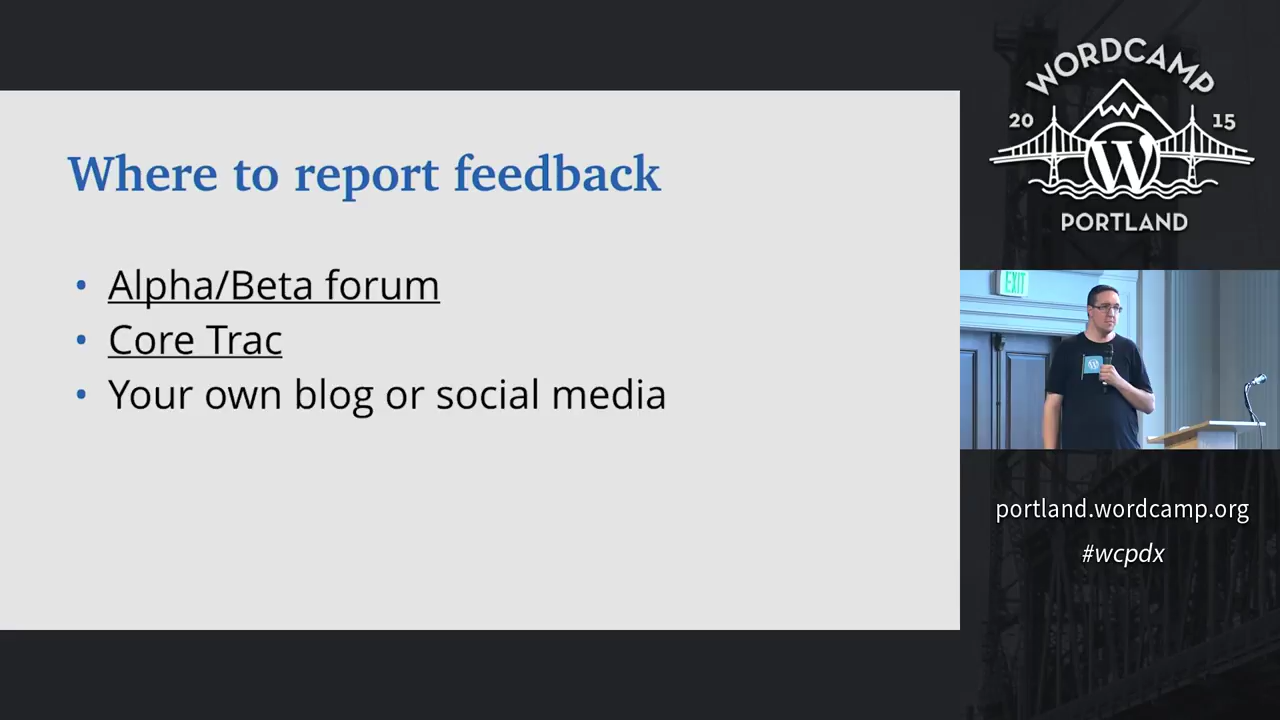 Where to report feedback
• Alpha/Beta forum
• Core Trac
• Your own blog or social media
WORDCAMP
20 15
W
PORTLAND
EXIT
portland.wordcamp.org
#wcpdx